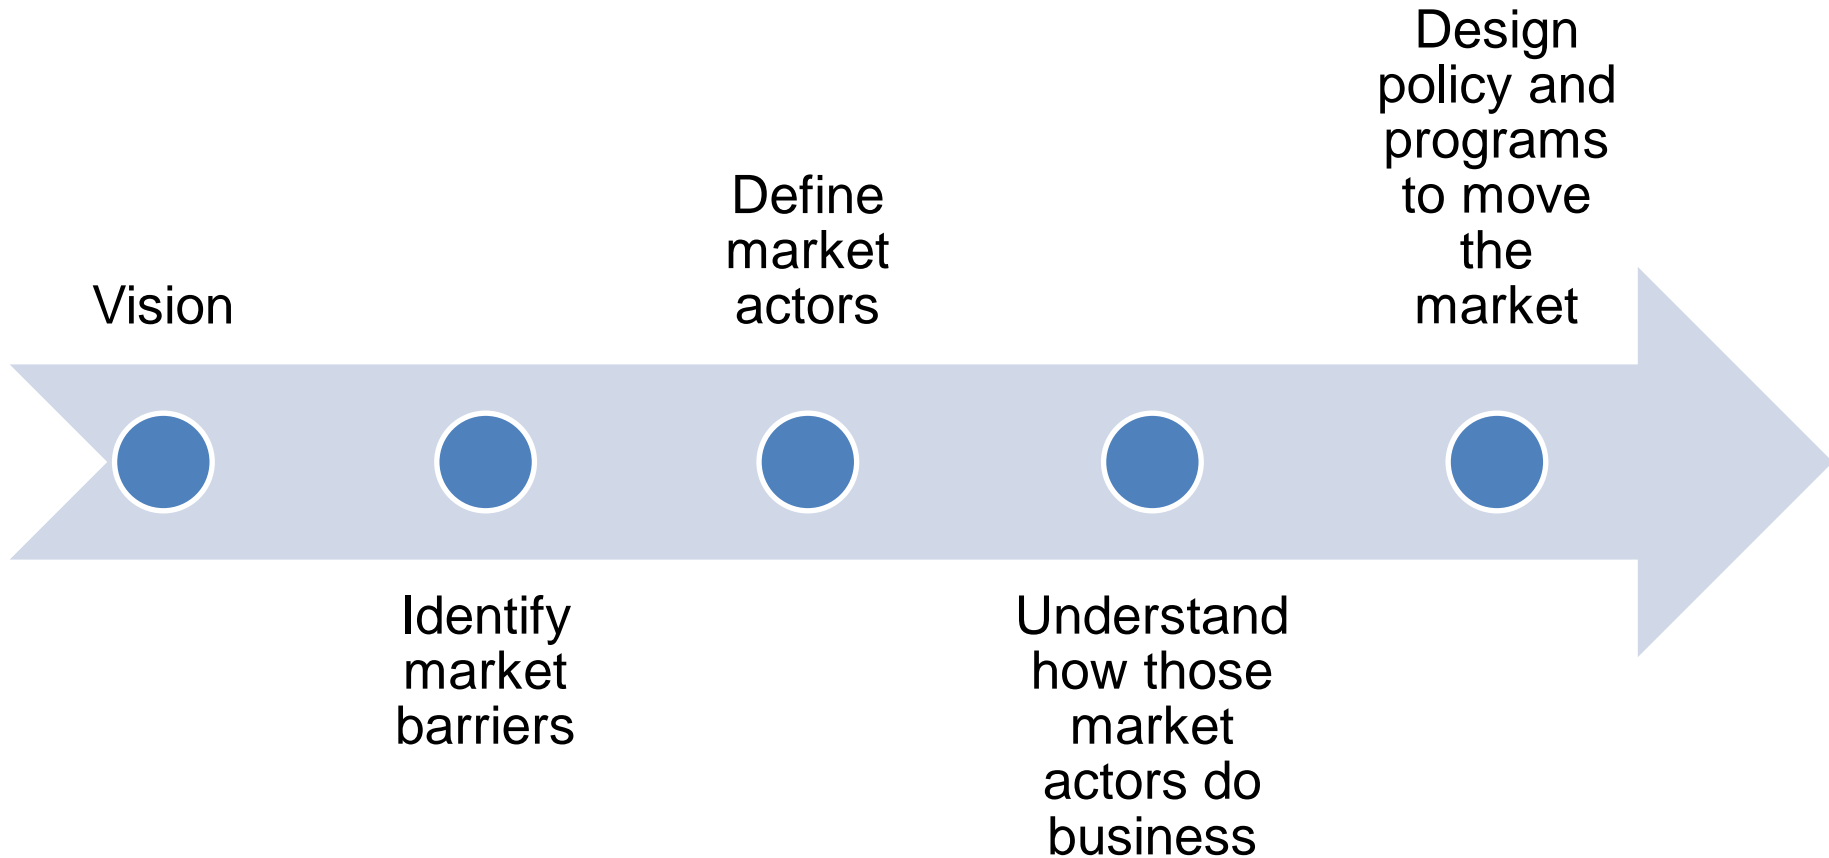 Vision
Identify
market
barriers
Define
market
actors
Understand
how those
market
actors do
business
Design
policy and
programs
to move
the
market